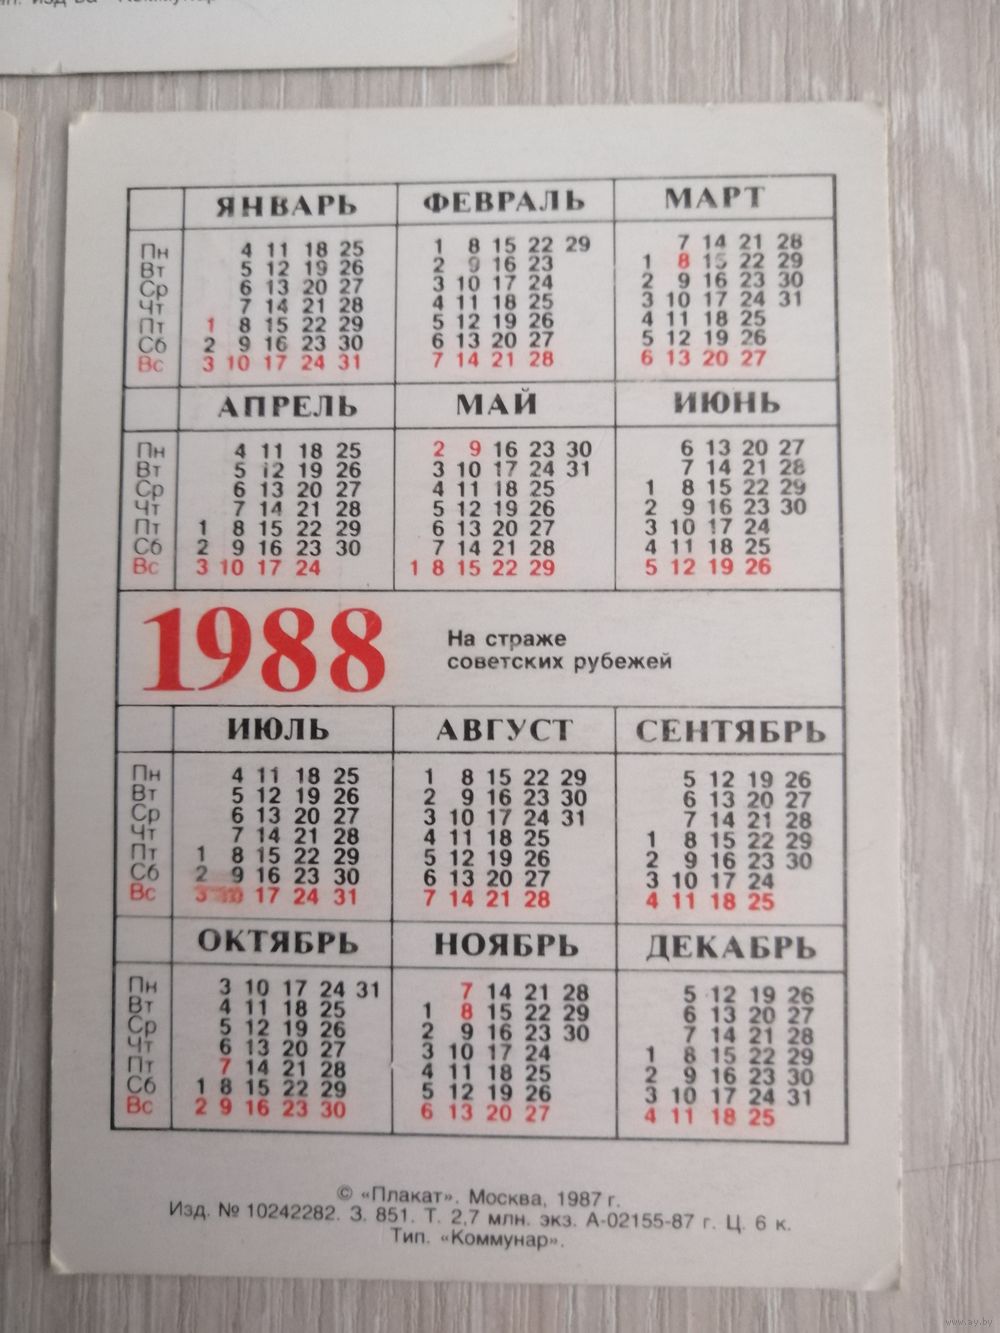 ЯНВАРЬ ФЕВРАЛЬ МАРТ
Пн 4 11 18 25 1 8 15 22 29 7 14 21 28
Вт 5 12 19 26 2 9 16 23 1 8 15 22 29
Ср 6 13 20 27 3 10 17 24 2 9 16 23 30
Чт 7 14 21 28 4 11 18 25 3 10 17 24 31
Пт 1 8 15 22 29 5 12 19 26 4 11 18 25
Сб 2 9 16 23 30 6 13 20 27 5 12 19 26
Вс 3 10 17 24 31 7 14 21 28 6 13 20 27
АПРЕЛЬ МАЙ ИЮНЬ
Пн 4 11 18 25 2 9 16 23 30 6 13 20 27
Вт 5 12 19 26 3 10 17 24 31 7 14 21 28
Ср 6 13 20 27 4 11 18 25 1 8 15 22 29
Чт 7 14 21 28 5 12 19 26 2 9 16 23 30
Пт 1 8 15 22 29 6 13 20 27 3 10 17 24
Сб 2 9 16 23 30 7 14 21 28 4 11 18 25
Вс 3 10 17 24 1 8 15 22 29 5 12 19 26
1988
На страже
советских рубежей
ИЮЛЬ АВГУСТ СЕНТЯБРЬ
Пн 4 11 18 25 1 8 15 22 29 5 12 19 26
Вт 5 12 19 26 2 9 16 23 30 6 13 20 27
Ср 6 13 20 27 3 10 17 24 31 7 14 21 28
Чт 7 14 21 28 4 11 18 25 1 8 15 22 29
Пт 1 8 15 22 29 5 12 19 26 2 9 16 23 30
Сб 2 9 16 23 30 6 13 20 27 3 10 17 24
Вс 3 10 17 24 31 7 14 21 28 4 11 18 25
ОКТЯБРЬ НОЯБРЬ ДЕКАБРЬ
Пн 3 10 17 24 31 7 14 21 28 5 12 19 26
Вт 4 11 18 25 1 8 15 22 29 6 13 20 27
Ср 5 12 19 26 2 9 16 23 30 7 14 21 28
Чт 6 13 20 27 3 10 17 24 1 8 15 22 29
Пт 7 14 21 28 4 11 18 25 2 9 16 23 30
Сб 1 8 15 22 29 5 12 19 26 3 10 17 24 31
Вс 2 9 16 23 30 6 13 20 27 4 11 18 25
© «Плакат». Москва, 1987 г.
Изд. № 10242282. З. 851. Т. 2,7 млн. экз. А-02155-87 г. Ц. 6 к.
Тип. «Коммунар».
www.ay.by